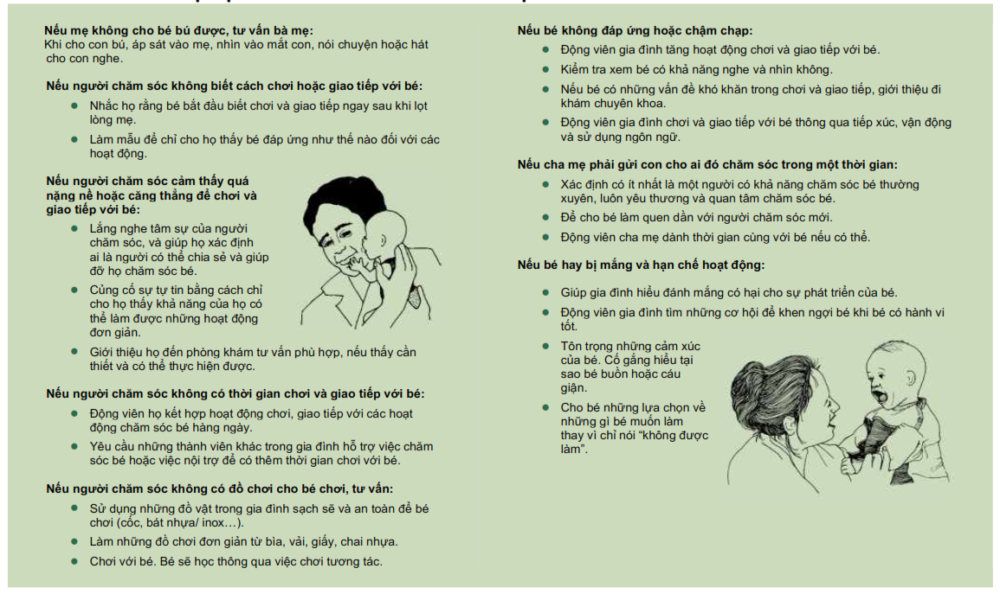 Nếu mẹ không cho bé bú được, tư vấn bà mẹ:
Khi cho con bú, áp sát vào mẹ, nhìn vào mắt con, nói chuyện hoặc hát
cho con nghe.
Nếu người chăm sóc không biết cách chơi hoặc giao tiếp với bé:
● Nhắc họ rằng bé bắt đầu biết chơi và giao tiếp ngay sau khi lọt
lòng mẹ.
● Làm mẫu để chỉ cho họ thấy bé đáp ứng như thế nào đối với các
hoạt động.
Nếu người chăm sóc cảm thấy quá
nặng nề hoặc căng thẳng để chơi và
giao tiếp với bé:
● Lắng nghe tâm sự của người
chăm sóc, và giúp họ xác định
ai là người có thể chia sẻ và giúp
đỡ họ chăm sóc bé.
● Củng cố sự tự tin bằng cách chỉ
cho họ thấy khả năng của họ có
thể làm được những hoạt động
đơn giản.
● Giới thiệu họ đến phòng khám tư vấn phù hợp, nếu thấy cần
thiết và có thể thực hiện được.
Nếu người chăm sóc không có thời gian chơi và giao tiếp với bé:
● Động viên họ kết hợp hoạt động chơi, giao tiếp với các hoạt
động chăm sóc bé hàng ngày.
● Yêu cầu những thành viên khác trong gia đình hỗ trợ việc chăm
sóc bé hoặc việc nội trợ để có thêm thời gian chơi với bé.
Nếu người chăm sóc không có đồ chơi cho bé chơi, tư vấn:
● Sử dụng những đồ vật trong gia đình sạch sẽ và an toàn để bé
chơi (cốc, bát nhựa/ inox…).
● Làm những đồ chơi đơn giản từ bìa, vải, giấy, chai nhựa.
● Chơi với bé. Bé sẽ học thông qua việc chơi tương tác.
Nếu bé không đáp ứng hoặc chậm chạp:
● Động viên gia đình tăng hoạt động chơi và giao tiếp với bé.
● Kiểm tra xem bé có khả năng nghe và nhìn không.
● Nếu bé có những vấn đề khó khăn trong chơi và giao tiếp, giới thiệu đi
khám chuyên khoa.
● Động viên gia đình chơi và giao tiếp với bé thông qua tiếp xúc, vận động
và sử dụng ngôn ngữ.
Nếu cha mẹ phải gửi con cho ai đó chăm sóc trong một thời gian:
● Xác định có ít nhất là một người có khả năng chăm sóc bé thường
xuyên, luôn yêu thương và quan tâm chăm sóc bé.
● Để cho bé làm quen dần với người chăm sóc mới.
● Động viên cha mẹ dành thời gian cùng với bé nếu có thể.
Nếu bé hay bị mắng và hạn chế hoạt động:
● Giúp gia đình hiểu đánh mắng có hại cho sự phát triển của bé.
● Động viên gia đình tìm những cơ hội để khen ngợi bé khi bé có hành vi
tốt.
● Tôn trọng những cảm xúc
của bé. Cố gắng hiểu tại
sao bé buồn hoặc cáu
giận.
● Cho bé những lựa chọn về
những gì bé muốn làm
thay vì chỉ nói “không được
làm”.